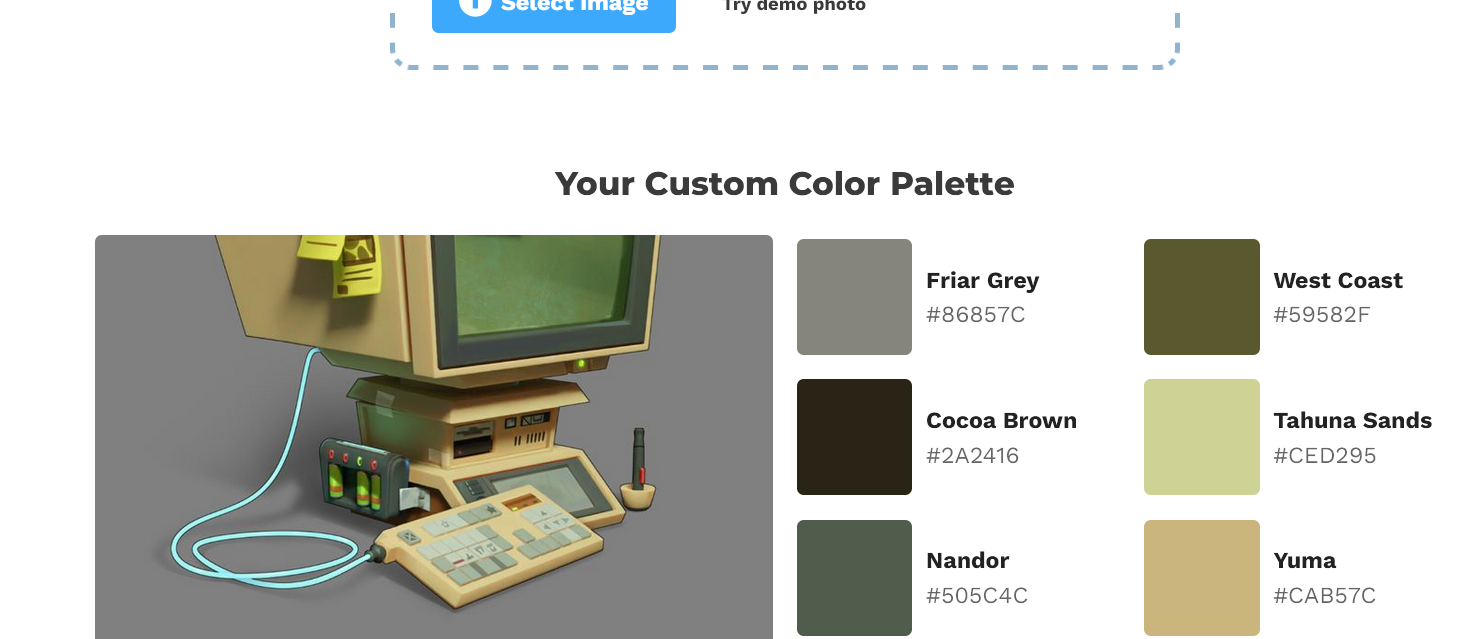 Select Image
Try demo photo
Your Custom Color Palette
Friar Grey
#86857C
West Coast
#59582F
Cocoa Brown
#2A2416
Tahuna Sands
#CED295
Nandor
#505C4C
Yuma
#CAB57C